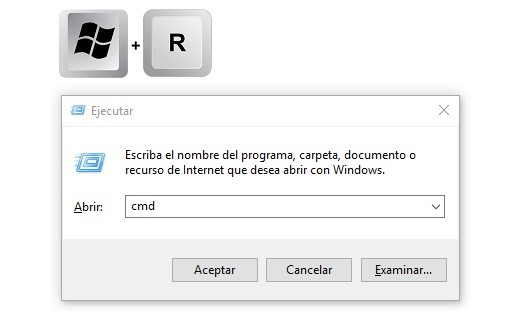 + R
Ejecutar
Escriba el nombre del programa, carpeta, documento o
recurso de Internet que desea abrir con Windows.
Abrir: cmd
Aceptar Cancelar Examinar...